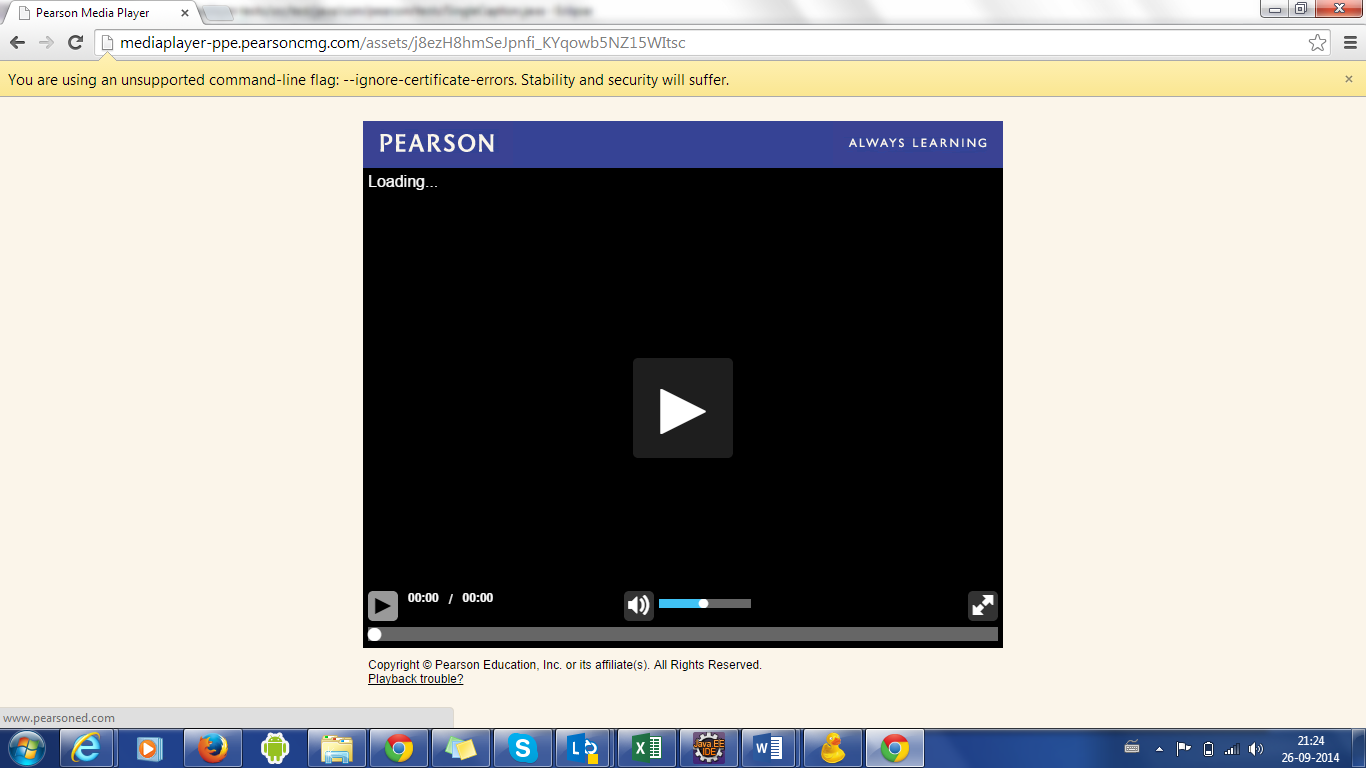 Pearson Media Player
mediaplayer-ppe.pearsoncmg.com/assets/j8ezH8hmSeJpnfi_KYqowb5NZ15WItsc
You are using an unsupported command-line flag: --ignore-certificate-errors. Stability and security will suffer.
PEARSON ALWAYS LEARNING
Loading...
00:00 / 00:00
Copyright © Pearson Education, Inc. or its affiliate(s). All Rights Reserved.
Playback trouble?
www.pearsoned.com
Java EE
IDE
21:24
26-09-2014